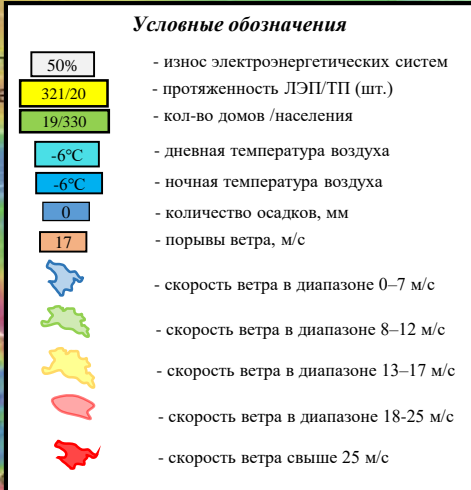 Условные обозначения
50% - износ электроэнергетических систем
321/20 - протяженность ЛЭП/ТП (шт.)
19/330 - кол-во домов /населения
-6°C - дневная температура воздуха
-6°C - ночная температура воздуха
0 - количество осадков, мм
17 - порывы ветра, м/с
- скорость ветра в диапазоне 0–7 м/с
- скорость ветра в диапазоне 8–12 м/с
- скорость ветра в диапазоне 13–17 м/с
- скорость ветра в диапазоне 18-25 м/с
- скорость ветра свыше 25 м/с